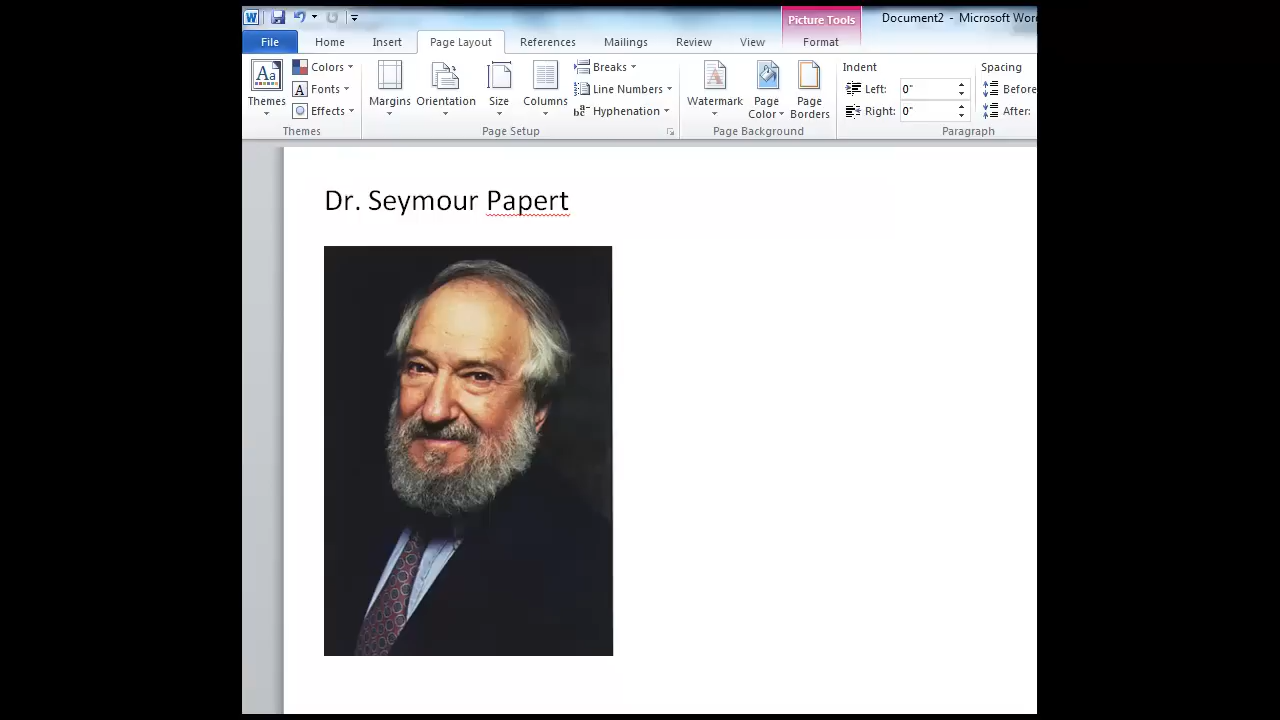 W Picture Tools Document2 - Microsoft Word
File Home Insert Page Layout References Mailings Review View Format
Aa Colors Breaks Indent Spacing
A Fonts Line Numbers Left: 0" Before
Themes Margins Orientation Size Columns Watermark Page Color Page Borders
Effects Hyphenation Right: 0" After:
Themes Page Setup Page Background Paragraph
Dr. Seymour Papert